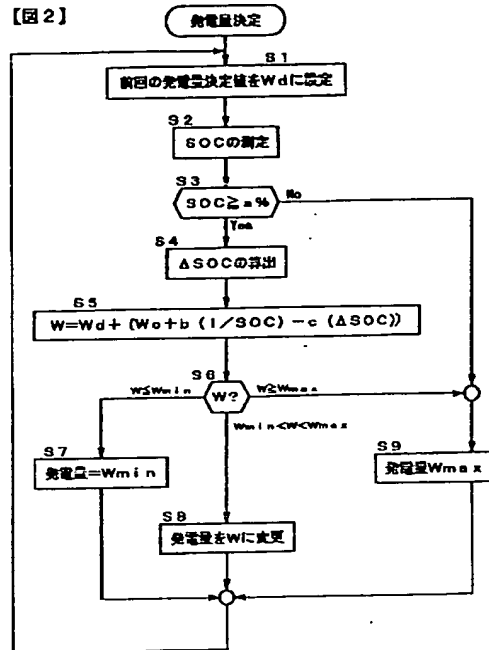 【図2】
発電量決定
S1
前回の発電量決定値をWdに設定
S2
SOCの測定
S3
SOC≧a%
No
Yes
S4
ΔSOCの算出
S5
W=Wd+(Wo+b(1/SOC)-c(ΔSOC))
S6
W?
W≦Wmin
W≧Wmax
Wmin<W<Wmax
S7
発電量=Wmin
S9
発電量Wmax
S8
発電量をWに変更